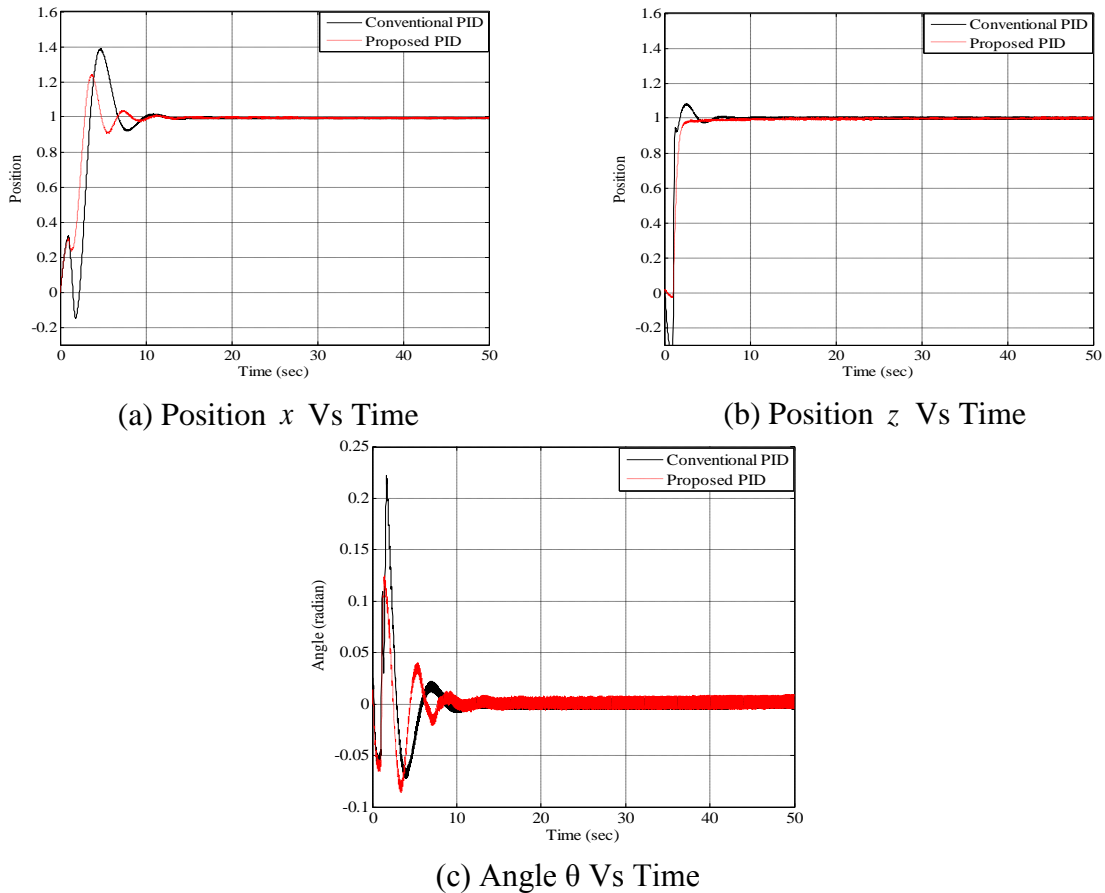 1.6
1.4
1.2
1
0.8
0.6
0.4
0.2
0
-0.2
Position
0 10 20 30 40 50
Time (sec)
Conventional PID
Proposed PID
(a) Position x Vs Time
1.6
1.4
1.2
1
0.8
0.6
0.4
0.2
0
-0.2
Position
0 10 20 30 40 50
Time (sec)
Conventional PID
Proposed PID
(b) Position z Vs Time
0.25
0.2
0.15
0.1
0.05
0
-0.05
-0.1
Angle (radian)
0 10 20 30 40 50
Time (sec)
Conventional PID
Proposed PID
(c) Angle θ Vs Time